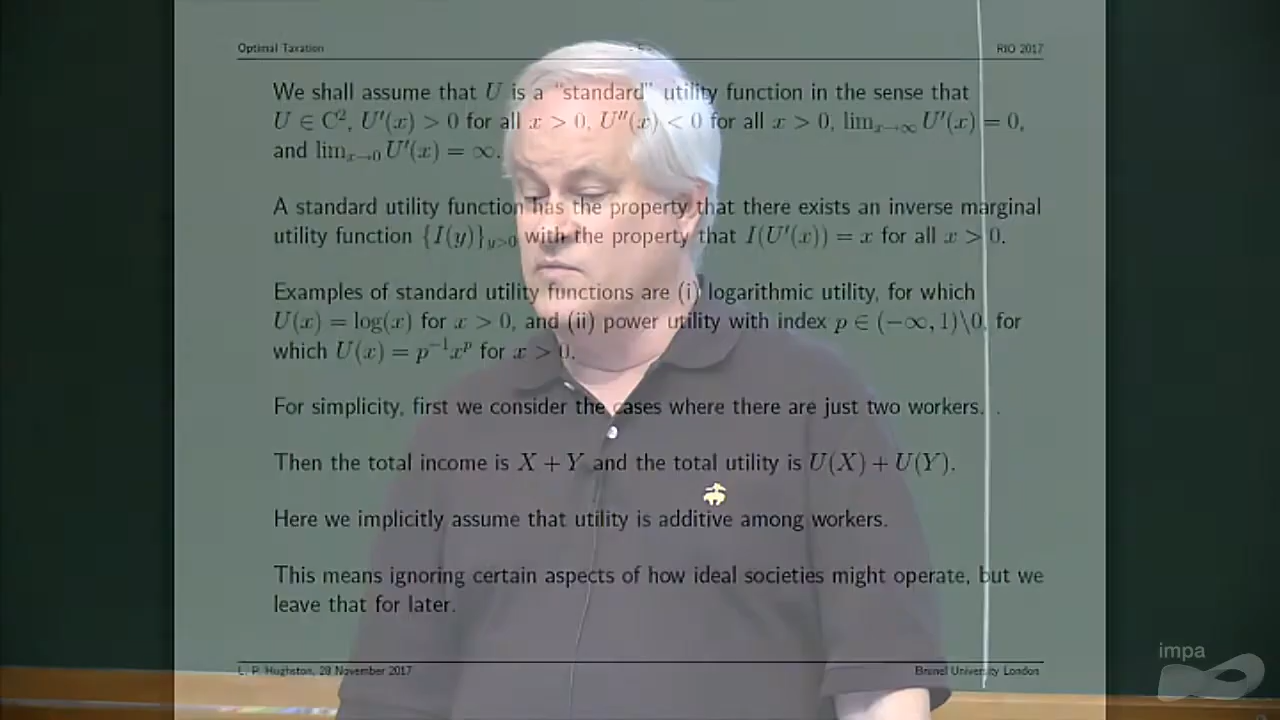 Optimal Taxation - 5 - RIO 2017
We shall assume that U is a "standard" utility function in the sense that
U ∈ C², U′(x) > 0 for all x > 0, U″(x) < 0 for all x > 0, lim_{x→∞} U′(x) = 0,
and lim_{x→0} U′(x) = ∞.
A standard utility function has the property that there exists an inverse marginal
utility function {I(y)}_{y>0} with the property that I(U′(x)) = x for all x > 0.
Examples of standard utility functions are (i) logarithmic utility, for which
U(x) = log(x) for x > 0, and (ii) power utility with index p ∈ (−∞, 1)\0, for
which U(x) = p⁻¹xᵖ for x > 0.
For simplicity, first we consider the cases where there are just two workers. .
Then the total income is X + Y and the total utility is U(X) + U(Y).
Here we implicitly assume that utility is additive among workers.
This means ignoring certain aspects of how ideal societies might operate, but we
leave that for later.
L. P. Hughston, 29 November 2017 Brunel University London
impa